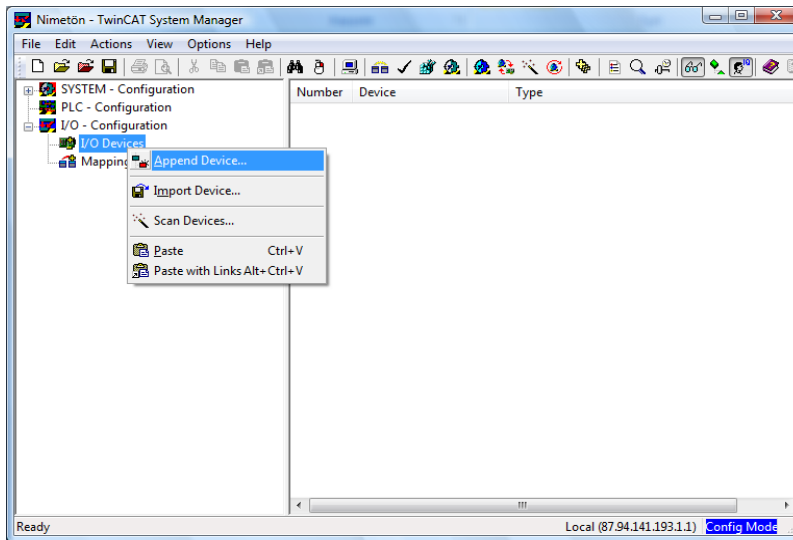 Nimetön - TwinCAT System Manager
File Edit Actions View Options Help
SYSTEM - Configuration
PLC - Configuration
I/O - Configuration
I/O Devices
Mapping
Number Device Type
Append Device...
Import Device...
Scan Devices...
Paste Ctrl+V
Paste with Links Alt+Ctrl+V
Ready Local (87.94.141.193.1.1) Config Mode